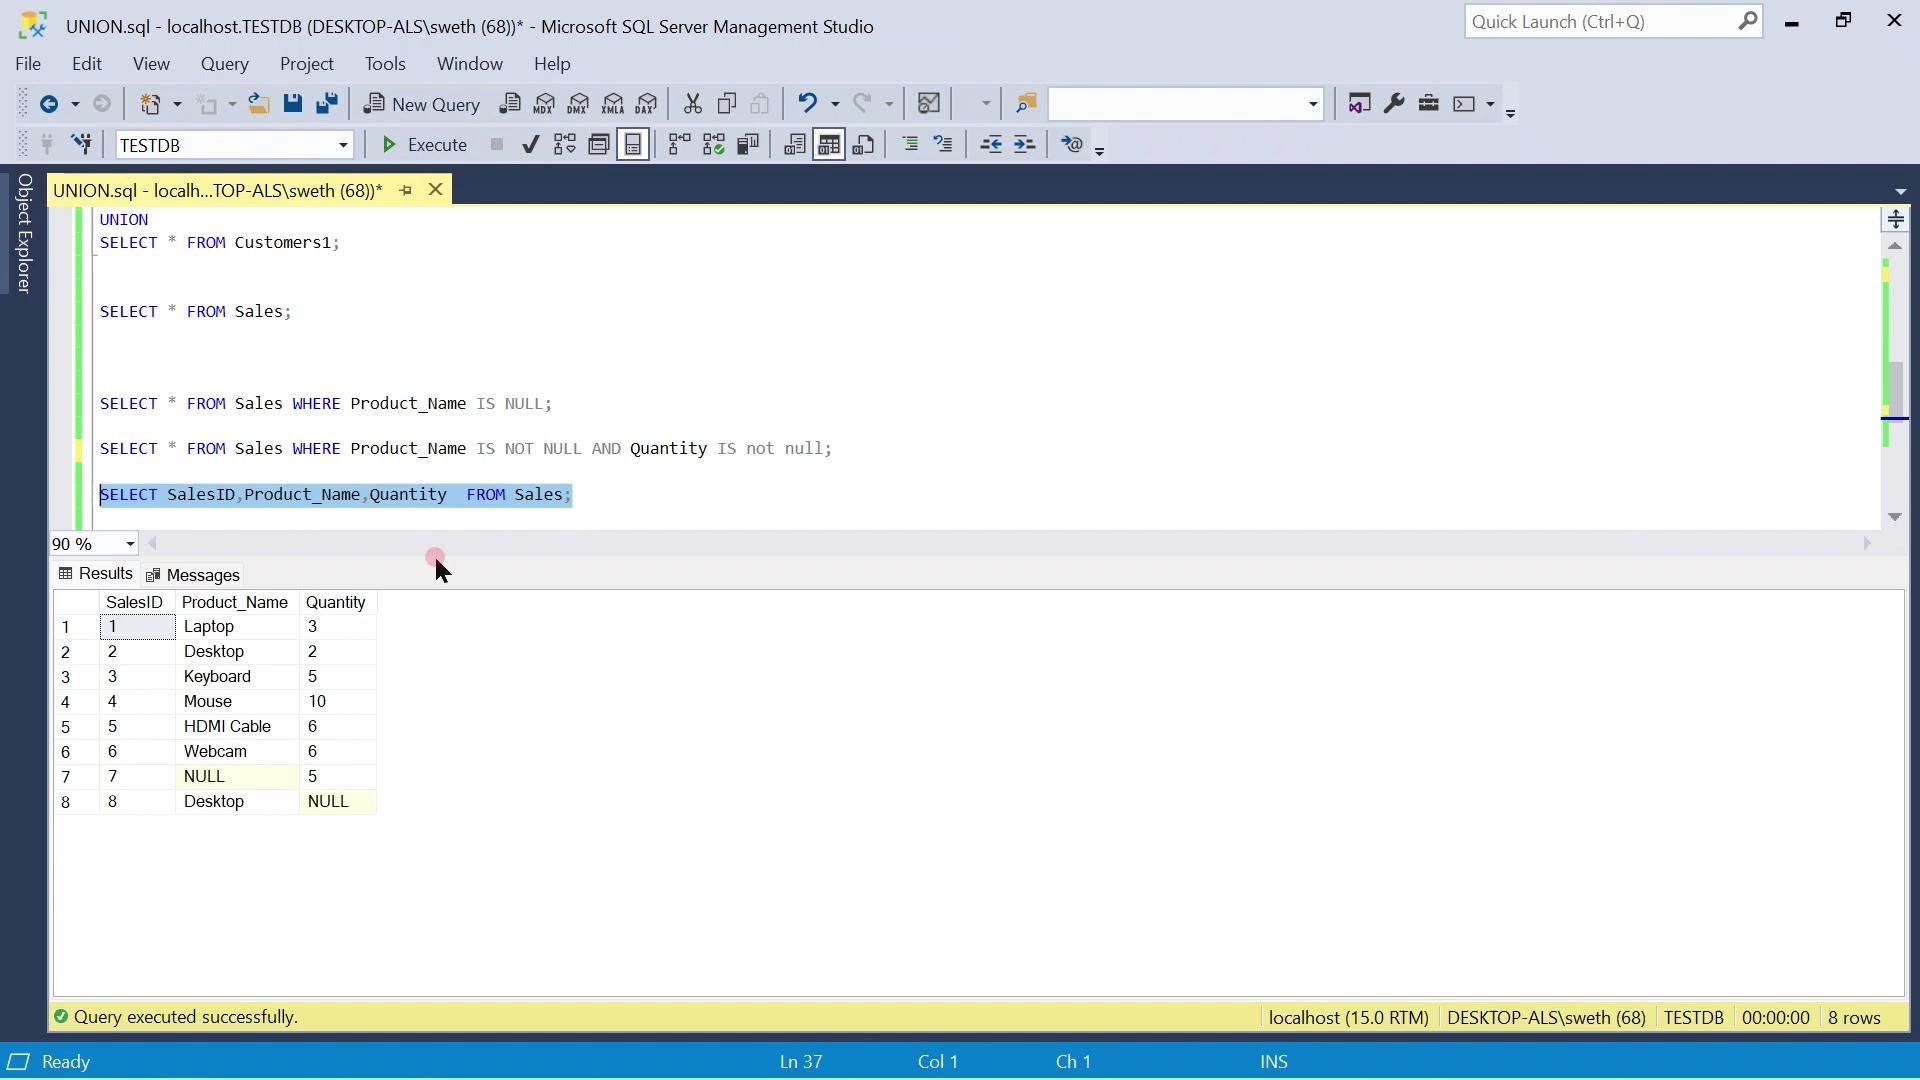 UNION.sql - localhost.TESTDB (DESKTOP-ALS\sweth (68))* - Microsoft SQL Server Management Studio
Quick Launch (Ctrl+Q)
File Edit View Query Project Tools Window Help
New Query MDX DMX XMLA DAX
TESTDB Execute
Object Explorer
UNION.sql - localh...TOP-ALS\sweth (68))*
UNION
SELECT * FROM Customers1;
SELECT * FROM Sales;
SELECT * FROM Sales WHERE Product_Name IS NULL;
SELECT * FROM Sales WHERE Product_Name IS NOT NULL AND Quantity IS not null;
SELECT SalesID,Product_Name,Quantity  FROM Sales;
90 %
Results Messages
SalesID Product_Name Quantity
1 1 Laptop 3
2 2 Desktop 2
3 3 Keyboard 5
4 4 Mouse 10
5 5 HDMI Cable 6
6 6 Webcam 6
7 7 NULL 5
8 8 Desktop NULL
Query executed successfully.
localhost (15.0 RTM) DESKTOP-ALS\sweth (68) TESTDB 00:00:00 8 rows
Ready Ln 37 Col 1 Ch 1 INS